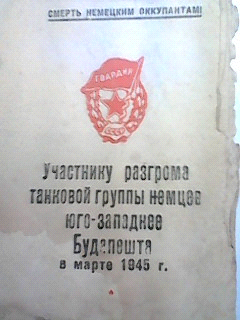 СМЕРТЬ НЕМЕЦКИМ ОККУПАНТАМ!
ГВАРДИЯ
СССР
Участнику разгрома
танковой группы немцев
юго-западнее
Будапешта
в марте 1945 г.